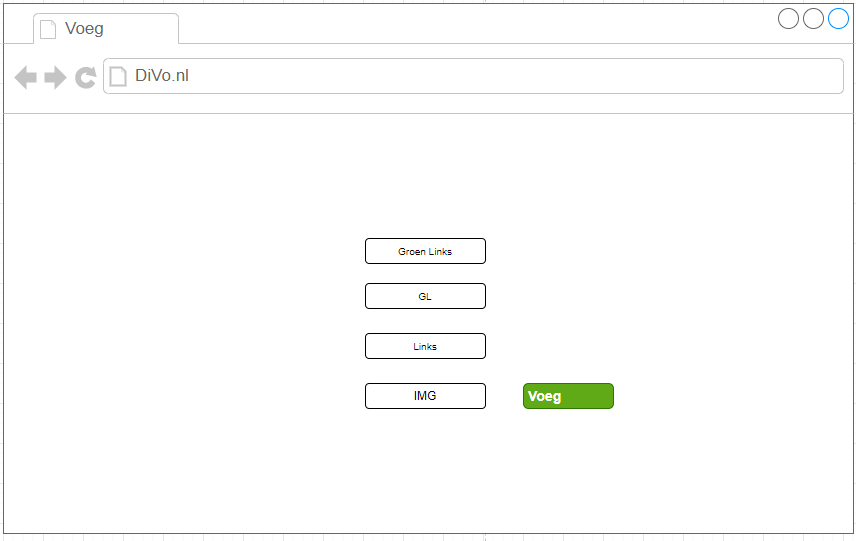 Voeg
DiVo.nl
Groen Links
GL
Links
IMG
Voeg